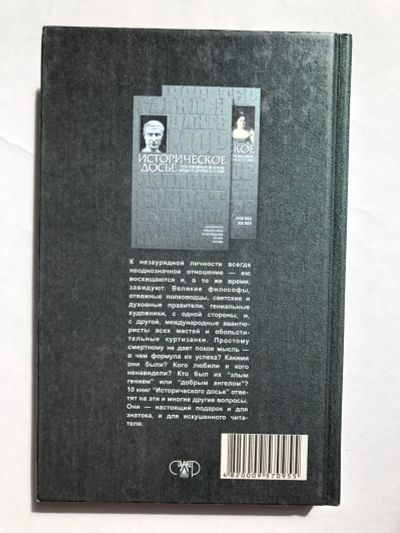 ИСТОРИЧЕСКОЕ
ДОСЬЕ
К незаурядной личности всегда
неоднозначное отношение — ею
восхищаются и, в то же время,
завидуют. Великие философы,
отважные полководцы, светские и
духовные правители, гениальные
художники, с одной стороны, и,
с другой, международные авантю-
ристы всех мастей и обольсти-
тельные куртизанки. Простому
смертному не дает покоя мысль —
в чем формула их успеха? Какими
они были? Кого любили и кого
ненавидели? Кто был их "злым
гением" или "добрым ангелом"?
10 книг "Исторического досье" отве-
тят на эти и многие другие вопросы.
Они — настоящий подарок и для
знатока, и для искушенного чита-
теля.
4 820009 570955